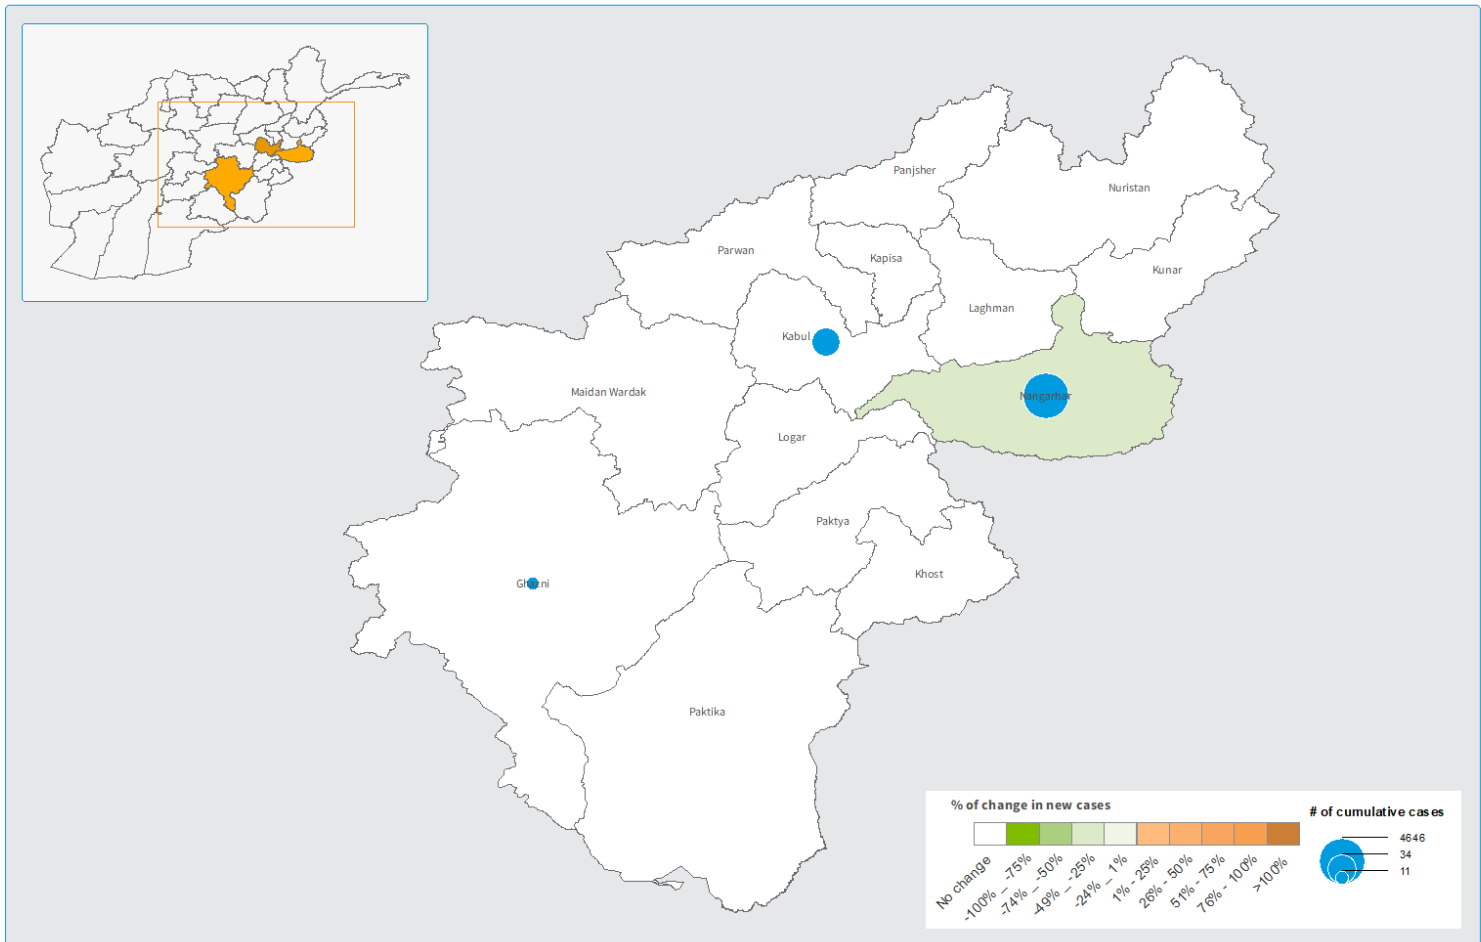 Panjsher
Nuristan
Parwan
Kapisa
Kunar
Laghman
Kabul
Maidan Wardak
Nangarhar
Logar
Paktya
Khost
Ghazni
Paktika
% of change in new cases
No change
-100% _ -75%
-74% _ -50%
-49% _ -25%
-24% _ 1%
1% - 25%
26% - 50%
51% - 75%
76% - 100%
>100%
# of cumulative cases
4646
34
11